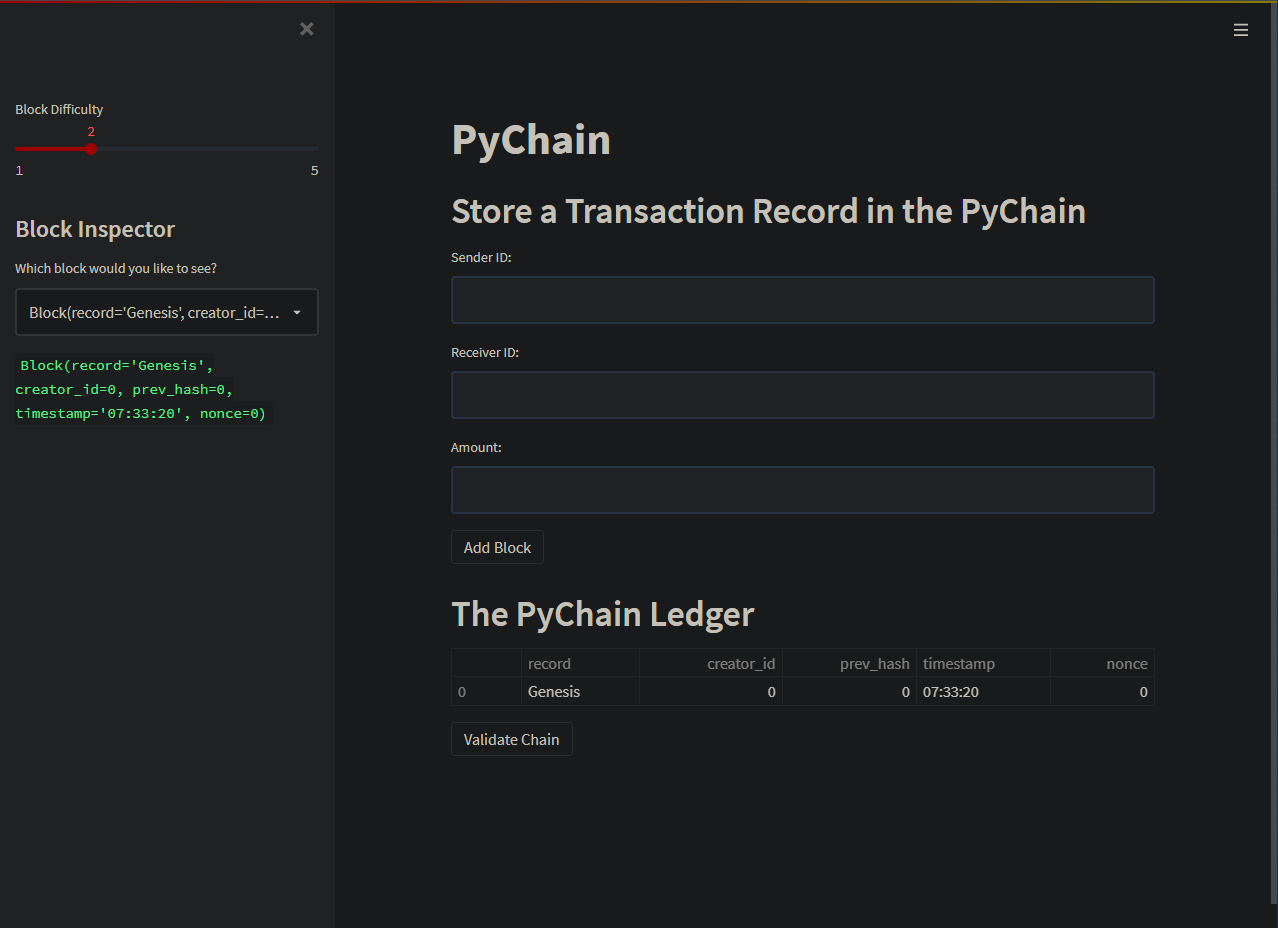 Block Difficulty
2
1 5
Block Inspector
Which block would you like to see?
Block(record='Genesis', creator_id=...
Block(record='Genesis',
creator_id=0, prev_hash=0,
timestamp='07:33:20', nonce=0)
PyChain
Store a Transaction Record in the PyChain
Sender ID:
Receiver ID:
Amount:
Add Block
The PyChain Ledger
record creator_id prev_hash timestamp nonce
0 Genesis 0 0 07:33:20 0
Validate Chain